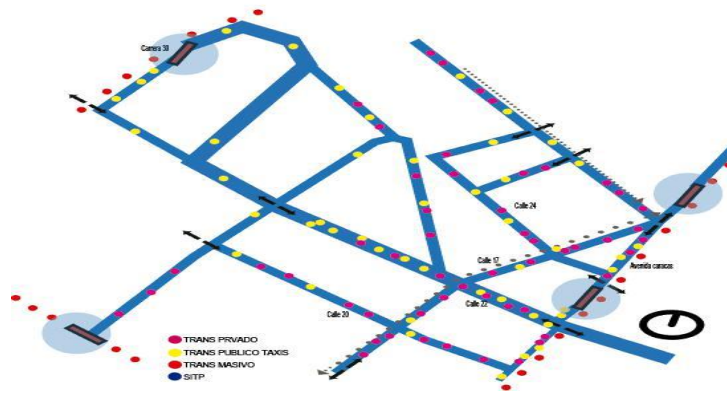 Carrera 30
Calle 24
Calle 17
Avenida caracas
Calle 22
Calle 20
TRANS PRVADO
TRANS PUBLICO TAXIS
TRANS MASIVO
SITP